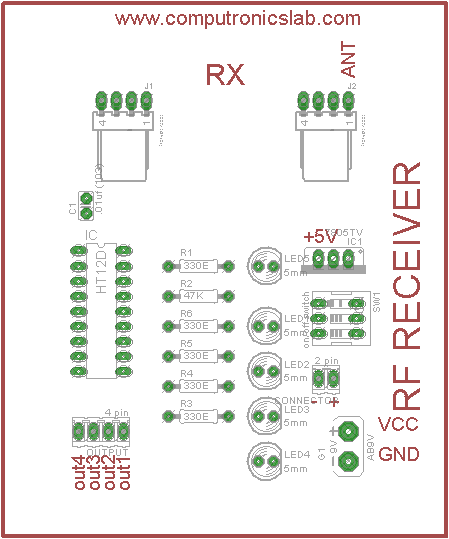 www.computronicslab.com
RX
ANT
J1
J2
4
1
4
1
C1
.01uf (103)
IC
HT12D
R1
330E
R2
47K
R6
330E
R5
330E
R4
330E
R3
330E
LED5
5mm
5mm
LED2
5mm
LED3
5mm
LED4
5mm
+5V
7805TV
IC1
on/off switch
SW1
2 pin
CONNECTOR
- +
RF RECEIVER
VCC
GND
G1
+
9V
-
AB9V
4 pin
OUTPUT
out4
out3
out2
out1